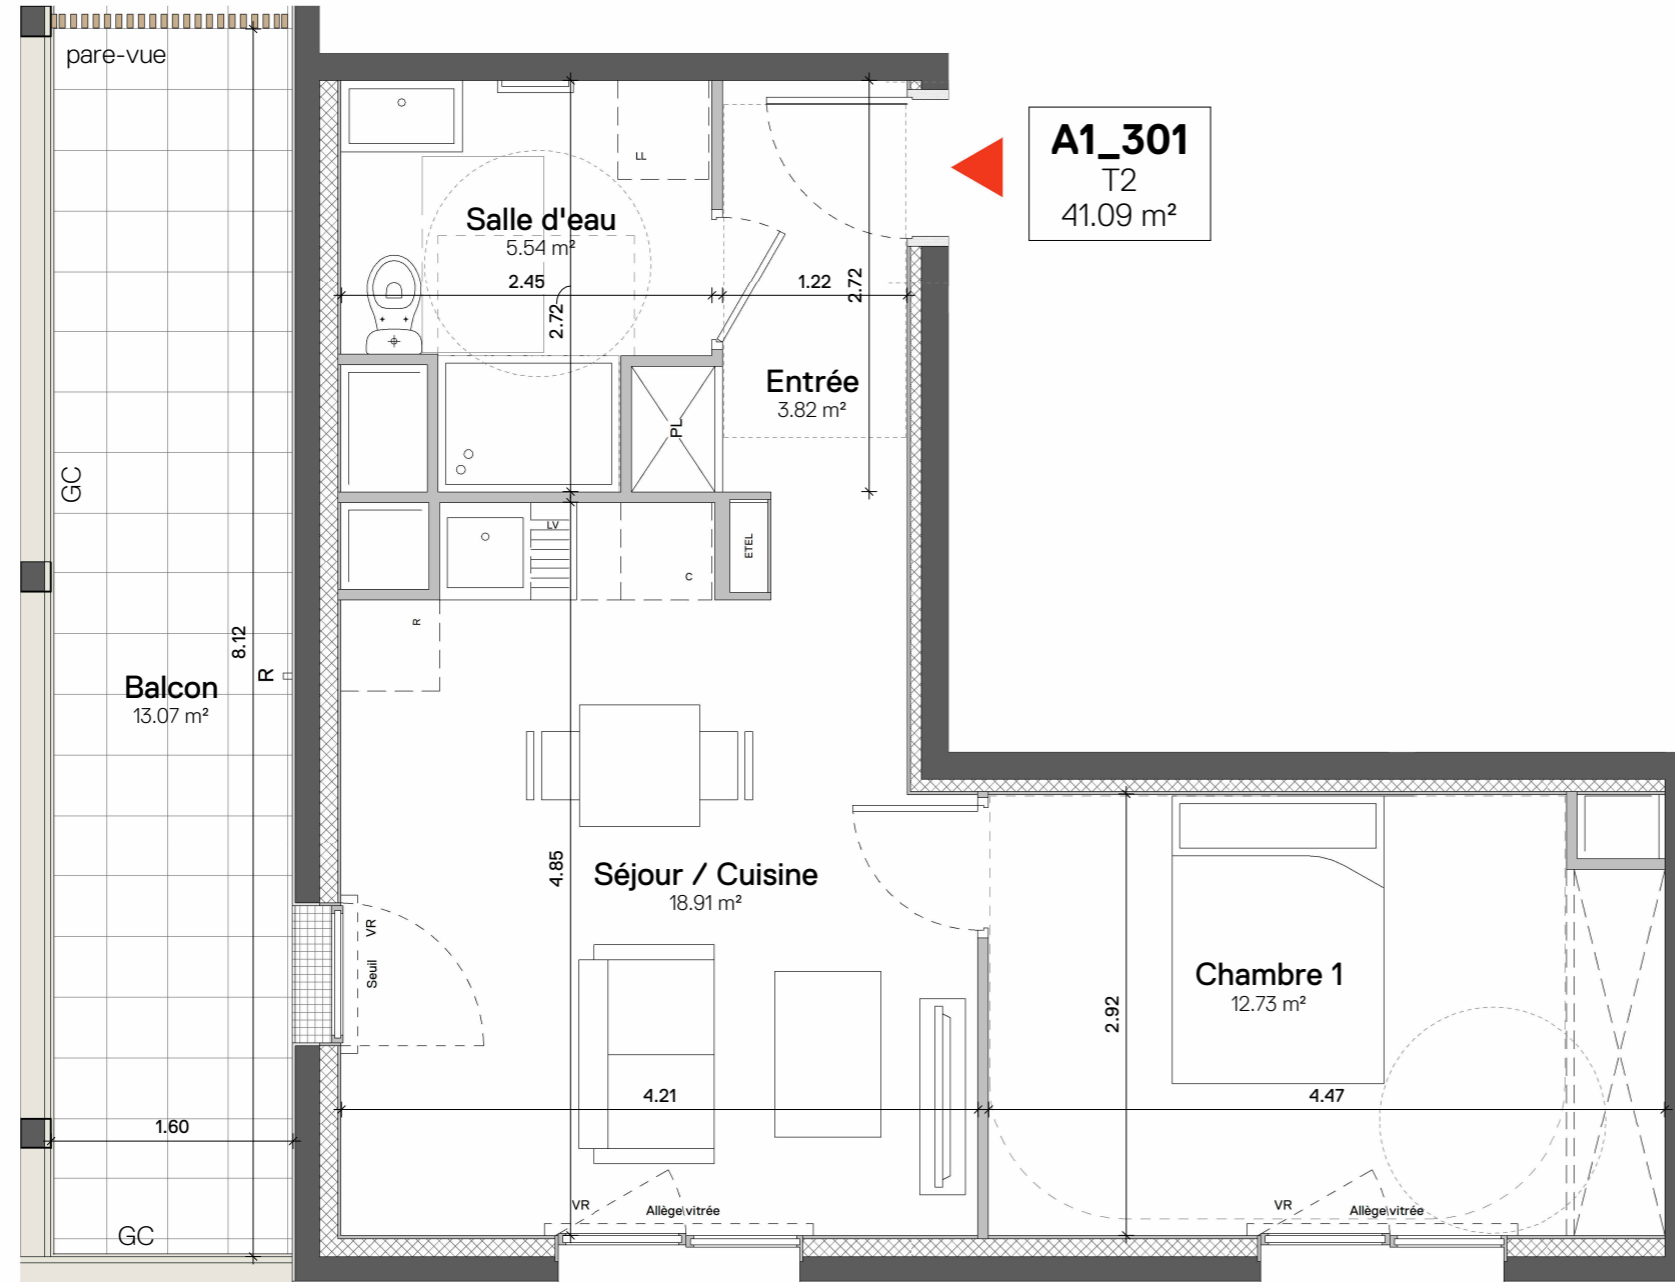 pare-vue
A1_301
T2
41.09 m²
LL
Salle d'eau
5.54 m²
2.45
2.72
1.22
2.72
Entrée
3.82 m²
PL
GC
LV
C
ETEL
R
8.12
R
Balcon
13.07 m²
4.85
Séjour / Cuisine
18.91 m²
VR
Seuil
Chambre 1
12.73 m²
2.92
4.21
4.47
1.60
VR
Allège vitrée
VR
Allège vitrée
GC